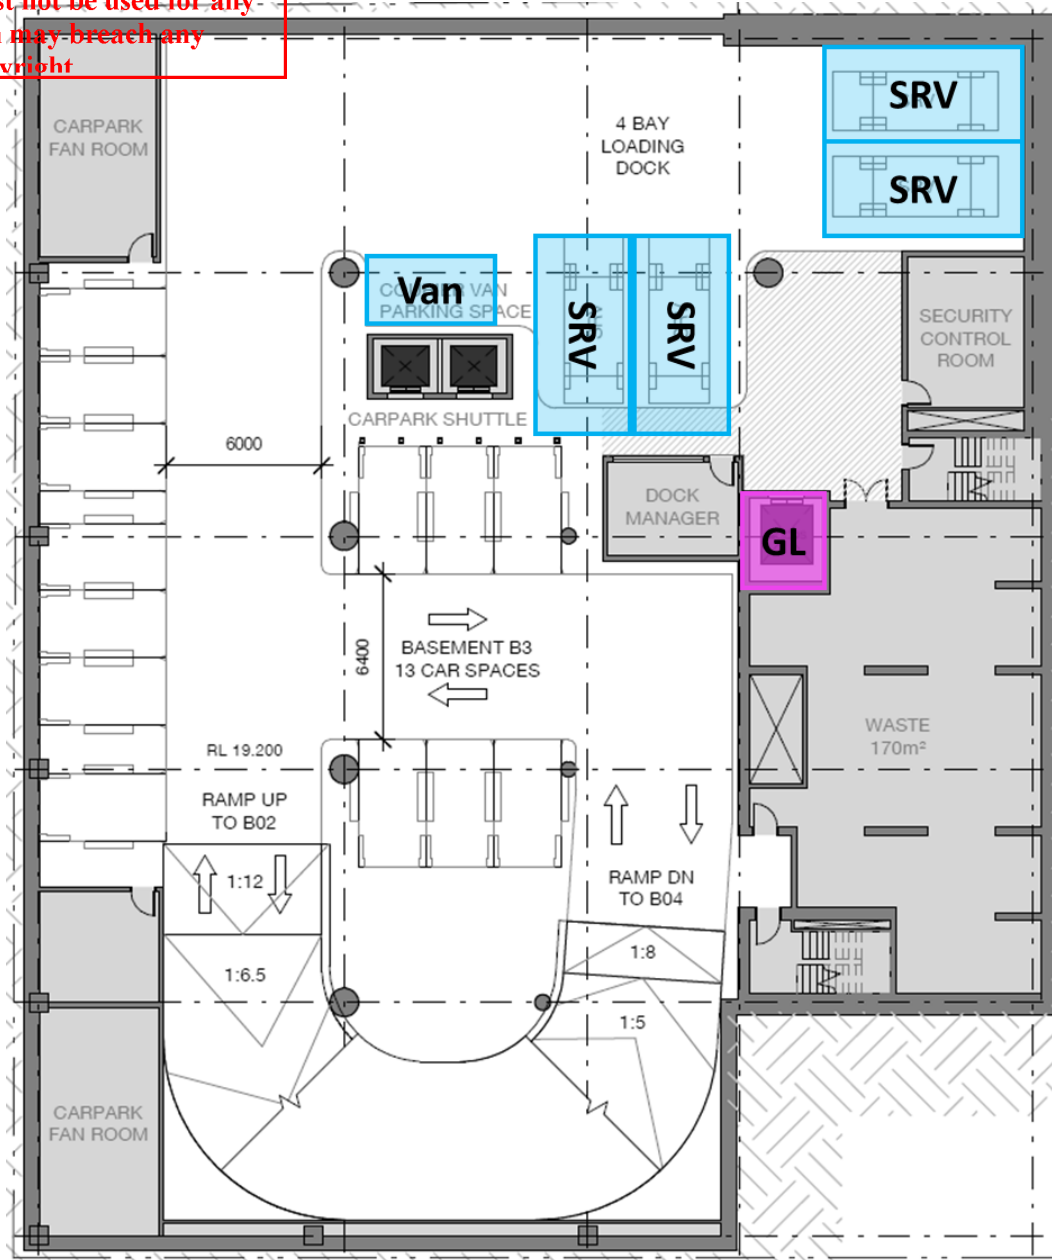 st not be used for any
may breach any
yright
CARPARK
FAN ROOM
4 BAY
LOADING
DOCK
SRV
SRV
Van
VAN
PARKING SPACE
SRV
SRV
SECURITY
CONTROL
ROOM
CARPARK SHUTTLE
6000
DOCK
MANAGER
GL
6400
BASEMENT B3
13 CAR SPACES
WASTE
170m²
RL 19.200
RAMP UP
TO B02
RAMP DN
TO B04
1:12
1:8
1:6.5
1:5
CARPARK
FAN ROOM